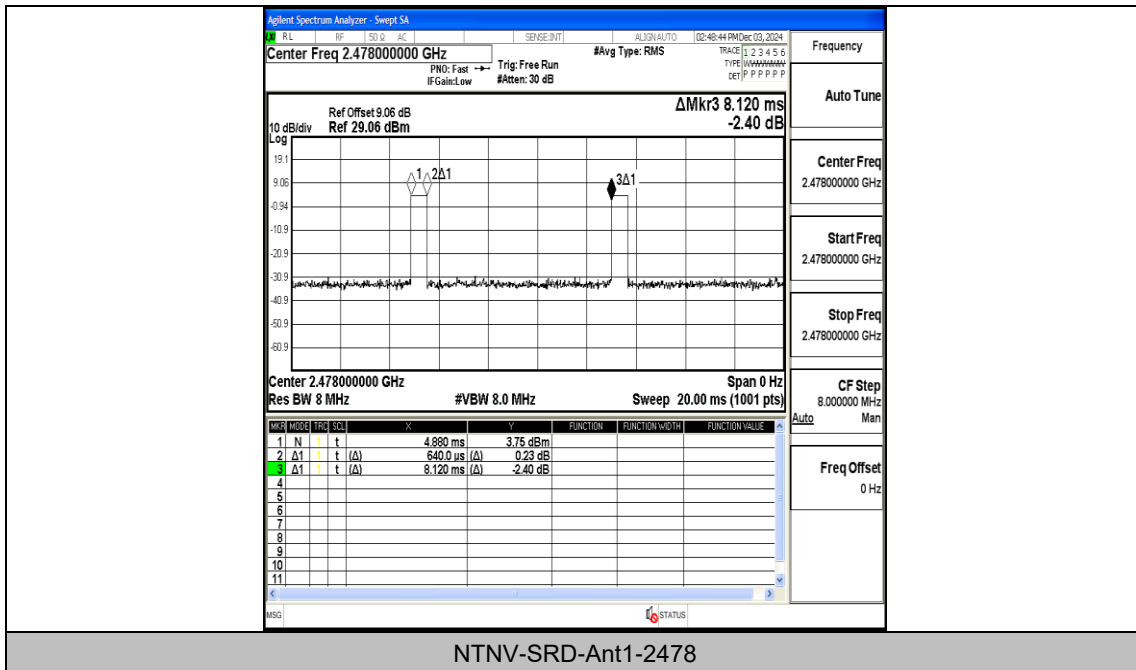 Agilent Spectrum Analyzer - Swept SA
RL RF 50 Ω AC SENSE:INT ALIGN AUTO 02:48:44 PM Dec 03, 2024
Center Freq 2.478000000 GHz #Avg Type: RMS TRACE 1 2 3 4 5 6
PNO: Fast Trig: Free Run TYPE
IFGain:Low #Atten: 30 dB DET P P P P P P
ΔMkr3 8.120 ms
-2.40 dB
Ref Offset 9.06 dB
10 dB/div Ref 29.06 dBm
Log
1 2Δ1 3Δ1
19.1
9.06
-0.94
-10.9
-20.9
-30.9
-40.9
-50.9
-60.9
Center 2.478000000 GHz Span 0 Hz
Res BW 8 MHz #VBW 8.0 MHz Sweep 20.00 ms (1001 pts)
MKR MODE TRC SCL X Y FUNCTION FUNCTION WIDTH FUNCTION VALUE
1 N 1 t 4.880 ms 3.75 dBm
2 Δ1 1 t (Δ) 640.0 µs (Δ) 0.23 dB
3 Δ1 1 t (Δ) 8.120 ms (Δ) -2.40 dB
4
5
6
7
8
9
10
11
MSG STATUS
Frequency
Auto Tune
Center Freq
2.478000000 GHz
Start Freq
2.478000000 GHz
Stop Freq
2.478000000 GHz
CF Step
8.000000 MHz
Auto Man
Freq Offset
0 Hz
NTNV-SRD-Ant1-2478